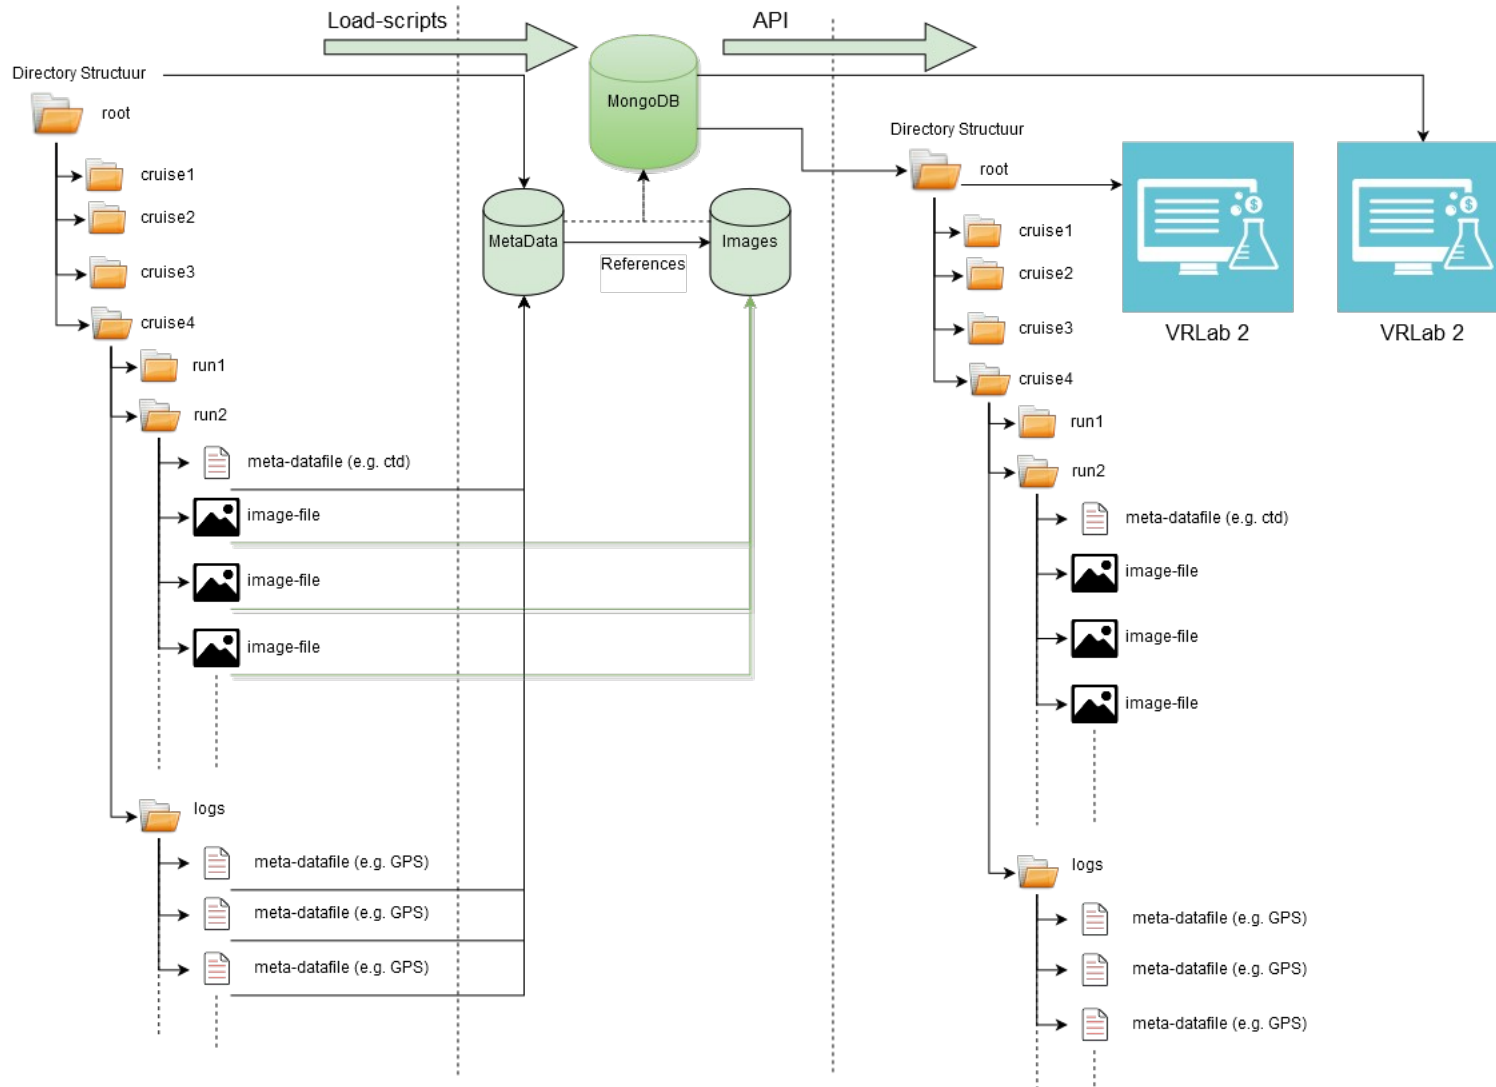 Load-scripts
API
Directory Structuur
root
cruise1
cruise2
cruise3
cruise4
run1
run2
meta-datafile (e.g. ctd)
image-file
image-file
image-file
logs
meta-datafile (e.g. GPS)
meta-datafile (e.g. GPS)
meta-datafile (e.g. GPS)
MongoDB
MetaData
Images
References
Directory Structuur
root
cruise1
cruise2
cruise3
cruise4
run1
run2
meta-datafile (e.g. ctd)
image-file
image-file
image-file
logs
meta-datafile (e.g. GPS)
meta-datafile (e.g. GPS)
meta-datafile (e.g. GPS)
$
VRLab 2
$
VRLab 2